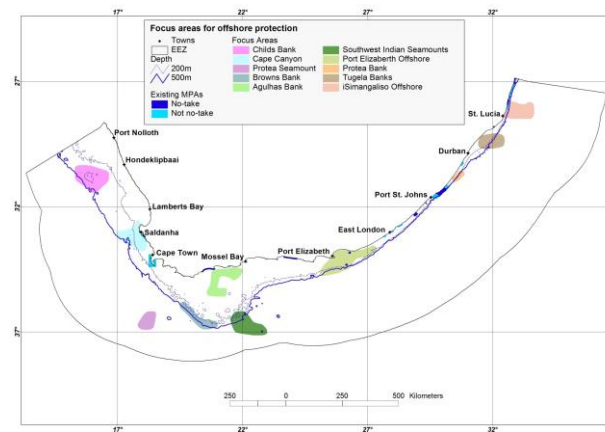 Focus areas for offshore protection
Towns
EEZ
Depth
200m
500m
Existing MPAs
No-take
Not no-take
Focus Areas
Childs Bank
Cape Canyon
Protea Seamount
Browns Bank
Agulhas Bank
Southwest Indian Seamounts
Port Elizabeth Offshore
Protea Bank
Tugela Banks
iSimangaliso Offshore
17°
22°
27°
32°
27°
27°
St. Lucia
Port Nolloth
Durban
Hondeklipbaai
Port St. Johns
32°
Lamberts Bay
32°
Saldanha
East London
Cape Town
Mossel Bay
Port Elizabeth
37°
37°
250
0
250
500 Kilometers
17°
22°
27°
32°